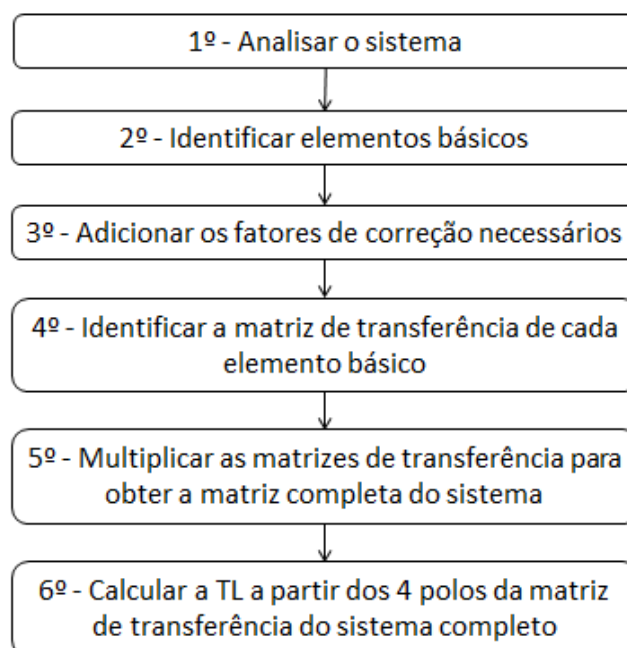 1º - Analisar o sistema
2º - Identificar elementos básicos
3º - Adicionar os fatores de correção necessários
4º - Identificar a matriz de transferência de cada
elemento básico
5º - Multiplicar as matrizes de transferência para
obter a matriz completa do sistema
6º - Calcular a TL a partir dos 4 polos da matriz
de transferência do sistema completo